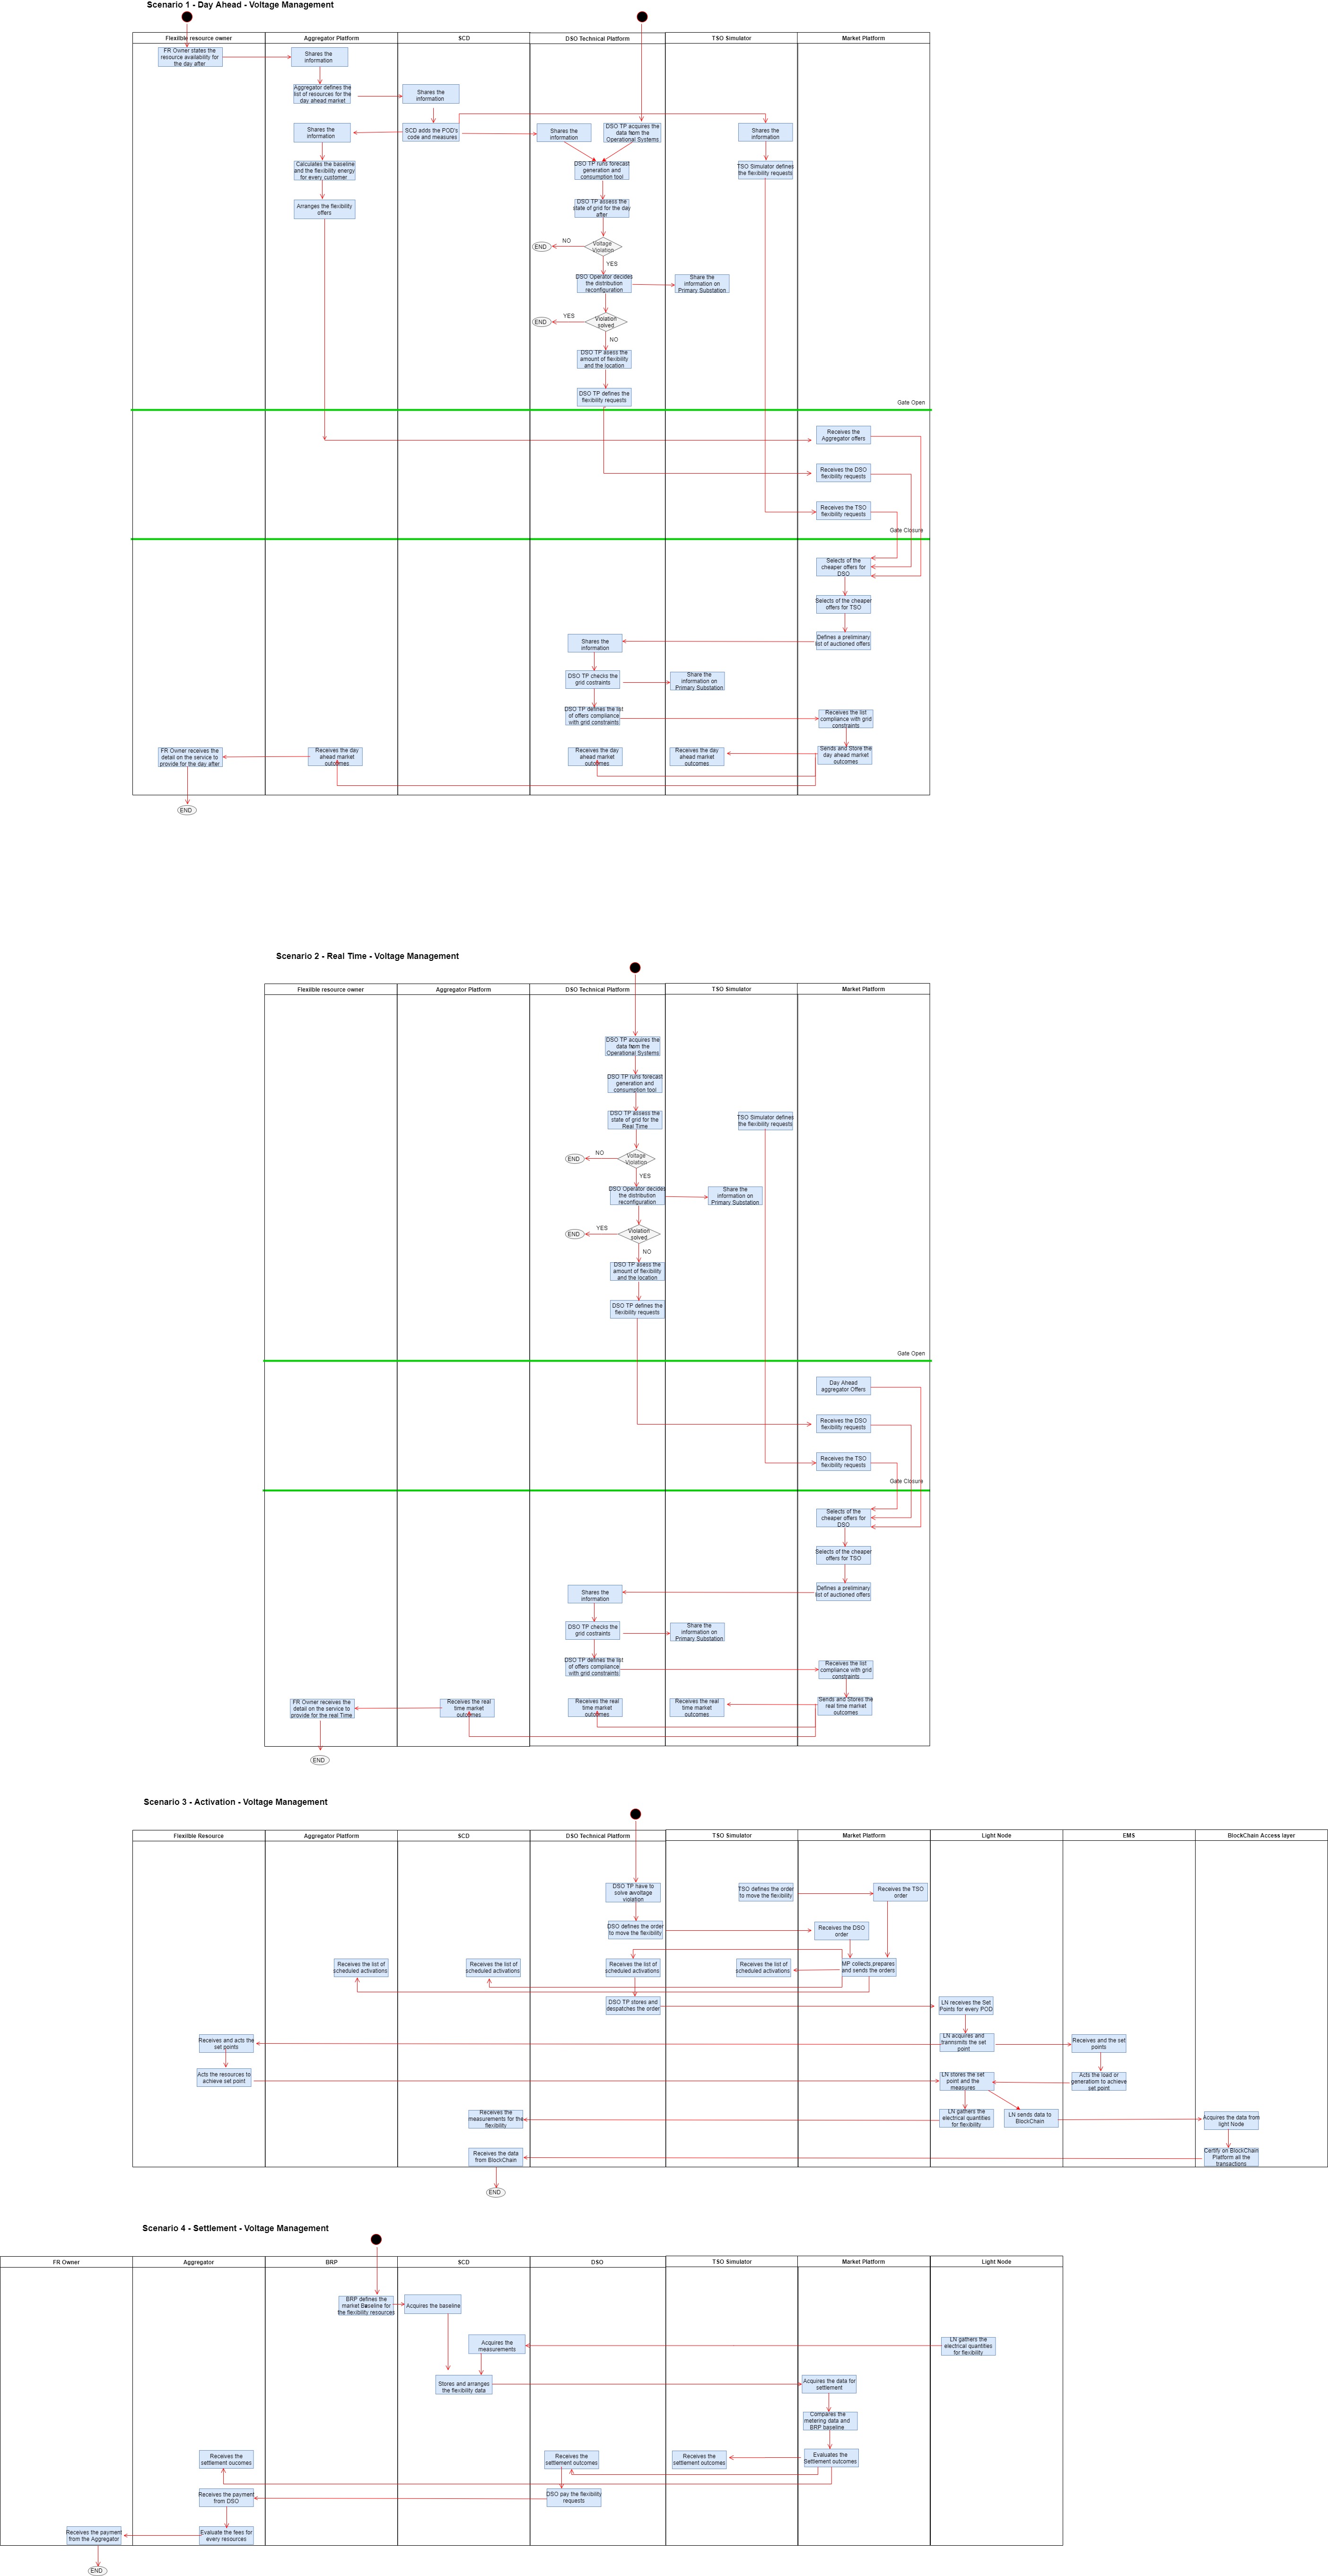 Scenario 1 - Day Ahead - Voltage Management
Flexilble resource owner
Aggregator Platform
SCD
DSO Technical Platform
TSO Simulator
Market Platform
FR Owner states the
resource availability for
the day after
Shares the
information
Aggregator defines the
list of resources for the
day ahead market
Shares the
information
Shares the
information
SCD adds the POD's
code and measures
Shares the
information
DSO TP acquires the
data from the
Operational Systems
Shares the
information
Calculates the baseline
and the flexibility energy
for every customer
DSO TP runs forecast
generation and
consumption tool
TSO Simulator defines
the flexibility requests
Arranges the flexibility
offers
DSO TP assess the
state of grid for the day
after
END
NO
Voltage
Violation
YES
DSO Operator decides
the distribution
reconfiguration
Share the
information on
Primary Substation
END
YES
Violation
solved
NO
DSO TP asess the
amount of flexibility
and the location
DSO TP defines the
flexibility requests
Gate Open
Receives the
Aggregator offers
Receives the DSO
flexibility requests
Receives the TSO
flexibility requests
Gate Closure
Selects of the
cheaper offers for
DSO
Selects of the cheaper
offers for TSO
Shares the
information
Defines a preliminary
list of auctioned offers
DSO TP checks the
grid costraints
Share the
information on
Primary Substation
DSO TP defines the list
of offers compliance
with grid constraints
Receives the list
compliance with grid
constraints
FR Owner receives the
detail on the service to
provide for the day after
Receives the day
ahead market
outcomes
Receives the day
ahead market
outcomes
Receives the day
ahead market
outcomes
Sends and Store the
day ahead market
outcomes
END
Scenario 2 - Real Time - Voltage Management
Flexilble resource owner
Aggregator Platform
DSO Technical Platform
TSO Simulator
Market Platform
DSO TP acquires the
data from the
Operational Systems
DSO TP runs forecast
generation and
consumption tool
DSO TP assess the
state of grid for the
Real Time
TSO Simulator defines
the flexibility requests
END
NO
Voltage
Violation
YES
DSO Operator decides
the distribution
reconfiguration
Share the
information on
Primary Substation
END
YES
Violation
solved
NO
DSO TP asess the
amount of flexibility
and the location
DSO TP defines the
flexibility requests
Gate Open
Day Ahead
aggregator Offers
Receives the DSO
flexibility requests
Receives the TSO
flexibility requests
Gate Closure
Selects of the
cheaper offers for
DSO
Selects of the cheaper
offers for TSO
Shares the
information
Defines a preliminary
list of auctioned offers
DSO TP checks the
grid costraints
Share the
information on
Primary Substation
DSO TP defines the list
of offers compliance
with grid constraints
Receives the list
compliance with grid
constraints
FR Owner receives the
detail on the service to
provide for the real Time
Receives the real
time market
outcomes
Receives the real
time market
outcomes
Receives the real
time market
outcomes
Sends and Stores the
real time market
outcomes
END
Scenario 3 - Activation - Voltage Management
Flexilble Resource
Aggregator Platform
SCD
DSO Technical Platform
TSO Simulator
Market Platform
Light Node
EMS
BlockChain Access layer
DSO TP have to
solve a voltage
violation
TSO defines the order
to move the flexibility
Receives the TSO
order
DSO defines the order
to move the flexibility
Receives the DSO
order
Receives the list of
scheduled activations
Receives the list of
scheduled activations
Receives the list of
scheduled activations
Receives the list of
scheduled activations
MP collects,prepares
and sends the orders
DSO TP stores and
despatches the order
LN receives the Set
Points for every POD
Receives and acts the
set points
LN acquires and
trannsmits the set
point
Receives and the set
points
Acts the resources to
achieve set point
LN stores the set
point and the
measures
Acts the load or
generatiom to achieve
set point
Receives the
measurements for the
flexibility
LN gathers the
electrical quantities
for flexibility
LN sends data to
BlockChain
Acquires the data from
light Node
Receives the data
from BlockChain
Certify on BlockChain
Platform all the
transactions
END
Scenario 4 - Settlement - Voltage Management
FR Owner
Aggregator
BRP
SCD
DSO
TSO Simulator
Market Platform
Light Node
BRP defines the
market Baseline for
the flexibility resources
Acquires the baseline
Acquires the
measurements
LN gathers the
electrical quantities
for flexibility
Stores and arranges
the flexibility data
Acquires the data for
settlement
Compares the
metering data and
BRP baseline
Receives the
settlement oucomes
Receives the
settlement outcomes
Receives the
settlement outcomes
Evaluates the
Settlement outcomes
Receives the payment
from DSO
DSO pay the flexibility
requests
Receives the payment
from the Aggregator
Evaluate the fees for
every resources
END